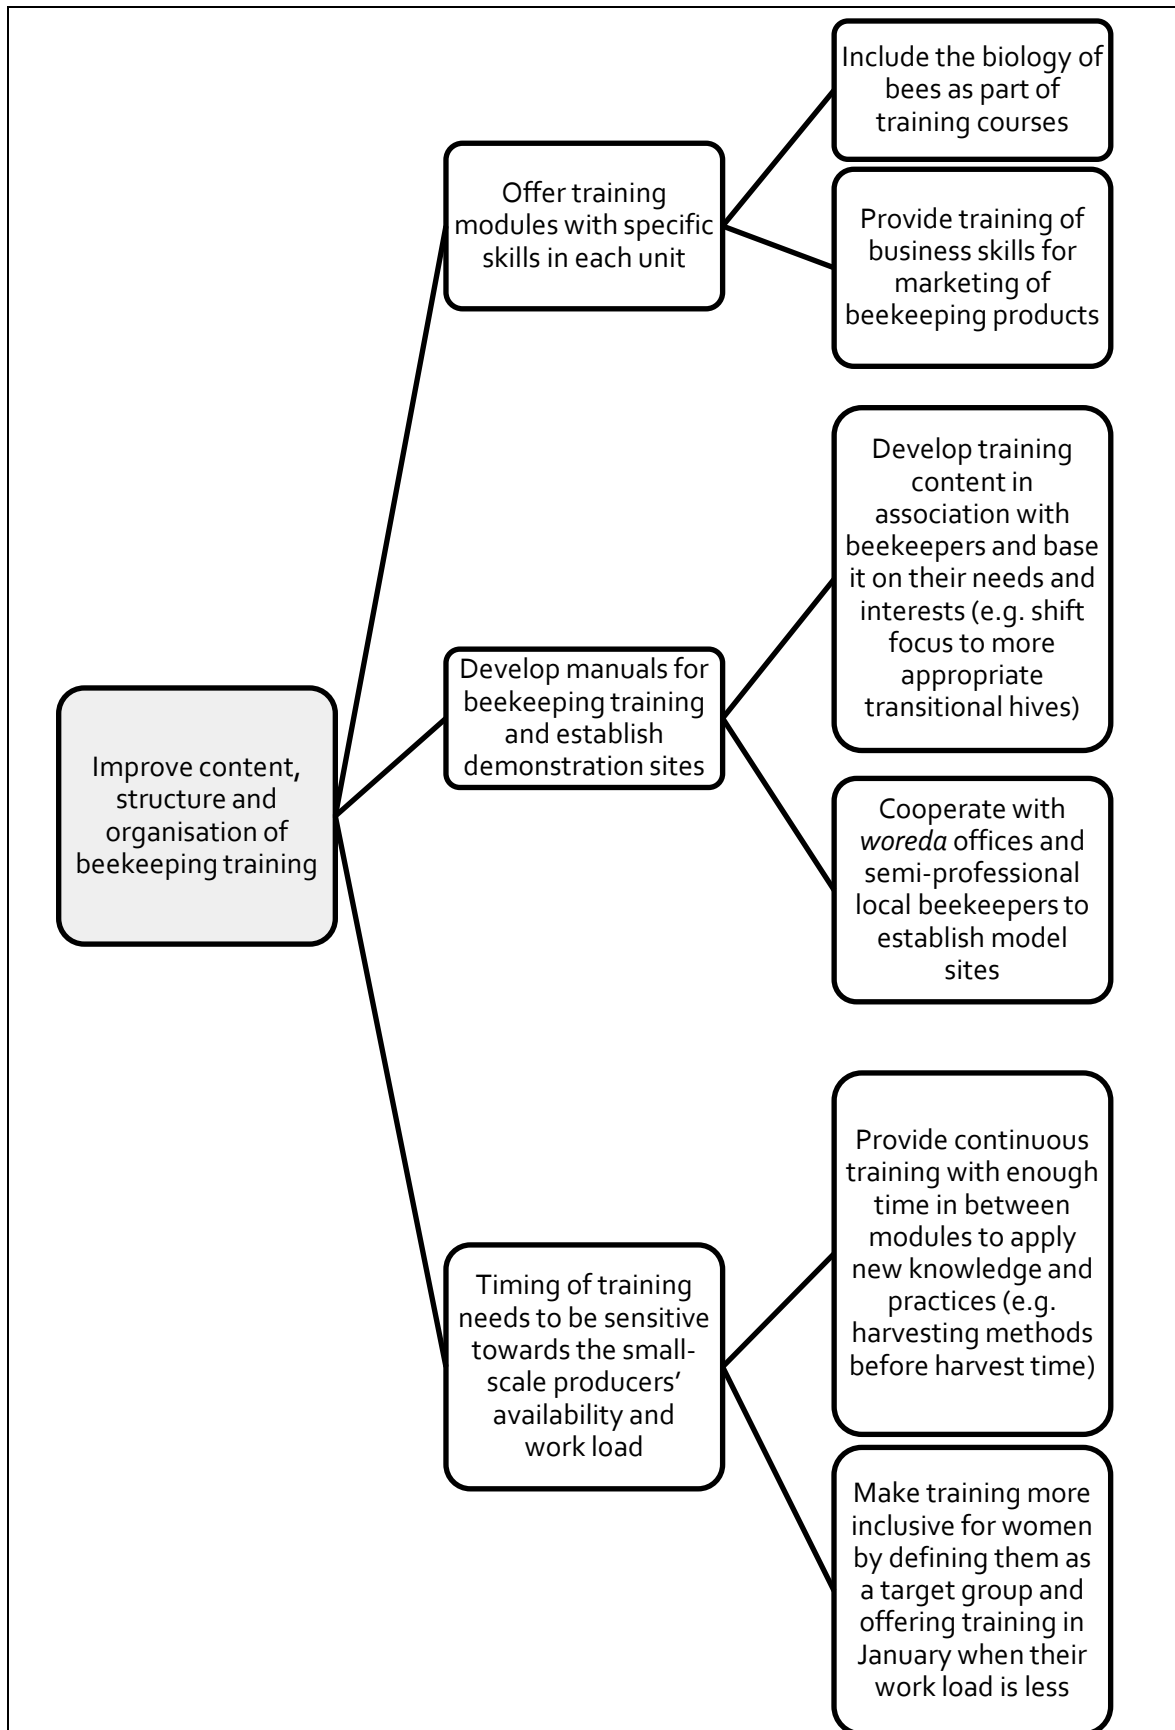 Improve content,
structure and
organisation of
beekeeping training
Offer training
modules with specific
skills in each unit
Include the biology of
bees as part of
training courses
Provide training of
business skills for
marketing of
beekeeping products
Develop manuals for
beekeeping training
and establish
demonstration sites
Develop training
content in
association with
beekeepers and base
it on their needs and
interests (e.g. shift
focus to more
appropriate
transitional hives)
Cooperate with
woreda offices and
semi-professional
local beekeepers to
establish model
sites
Timing of training
needs to be sensitive
towards the small-
scale producers’
availability and
work load
Provide continuous
training with enough
time in between
modules to apply
new knowledge and
practices (e.g.
harvesting methods
before harvest time)
Make training more
inclusive for women
by defining them as
a target group and
offering training in
January when their
work load is less